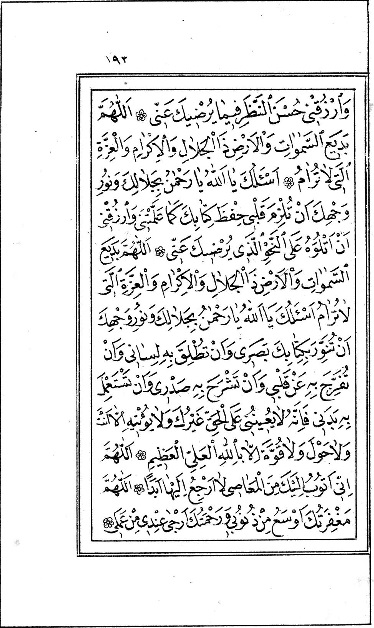 ١٩٣
وَارْزُقْنِي حُسْنَ النَّظَرِ فِيمَا يُرْضِيكَ عَنِّي ۞ اَللّٰهُمَّ
بَدِيعَ السَّمٰوَاتِ وَالْاَرْضِ ذَا الْجَلَالِ وَالْاِكْرَامِ وَالْعِزَّةِ
الَّتِي لَا تُرَامُ ۞ اَسْئَلُكَ يَا اَللّٰهُ يَا رَحْمٰنُ بِجَلَالِكَ وَنُورِ
وَجْهِكَ اَنْ تُلْزِمَ قَلْبِي حِفْظَ كِتَابِكَ كَمَا عَلَّمْتَنِي وَارْزُقْنِي
اَنْ اَتْلُوَهُ عَلَى النَّحْوِ الَّذِي يُرْضِيكَ عَنِّي ۞ اَللّٰهُمَّ بَدِيعَ
السَّمٰوَاتِ وَالْاَرْضِ ذَا الْجَلَالِ وَالْاِكْرَامِ وَالْعِزَّةِ الَّتِي
لَا تُرَامُ اَسْئَلُكَ يَا اَللّٰهُ يَا رَحْمٰنُ بِجَلَالِكَ وَنُورِ وَجْهِكَ
اَنْ تُنَوِّرَ بِكِتَابِكَ بَصَرِي وَاَنْ تُطْلِقَ بِهِ لِسَانِي وَاَنْ
تُفَرِّجَ بِهِ عَنْ قَلْبِي وَاَنْ تَشْرَحَ بِهِ صَدْرِي وَاَنْ تَسْتَعْمِلَ
بِهِ بَدَنِي فَاِنَّهُ لَا يُعِينُنِي عَلَى الْحَقِّ غَيْرُكَ وَلَا يُؤْتِيهِ اِلَّا اَنْتَ
وَلَا حَوْلَ وَلَا قُوَّةَ اِلَّا بِاللّٰهِ الْعَلِيِّ الْعَظِيمِ ۞ اَللّٰهُمَّ
اِنِّي اَتُوبُ اِلَيْكَ مِنَ الْمَعَاصِي لَا اَرْجِعُ اِلَيْهَا اَبَدًا ۞ اَللّٰهُمَّ
مَغْفِرَتُكَ اَوْسَعُ مِنْ ذُنُوبِي وَرَحْمَتُكَ اَرْجٰى عِنْدِي مِنْ عَمَلِي ۞